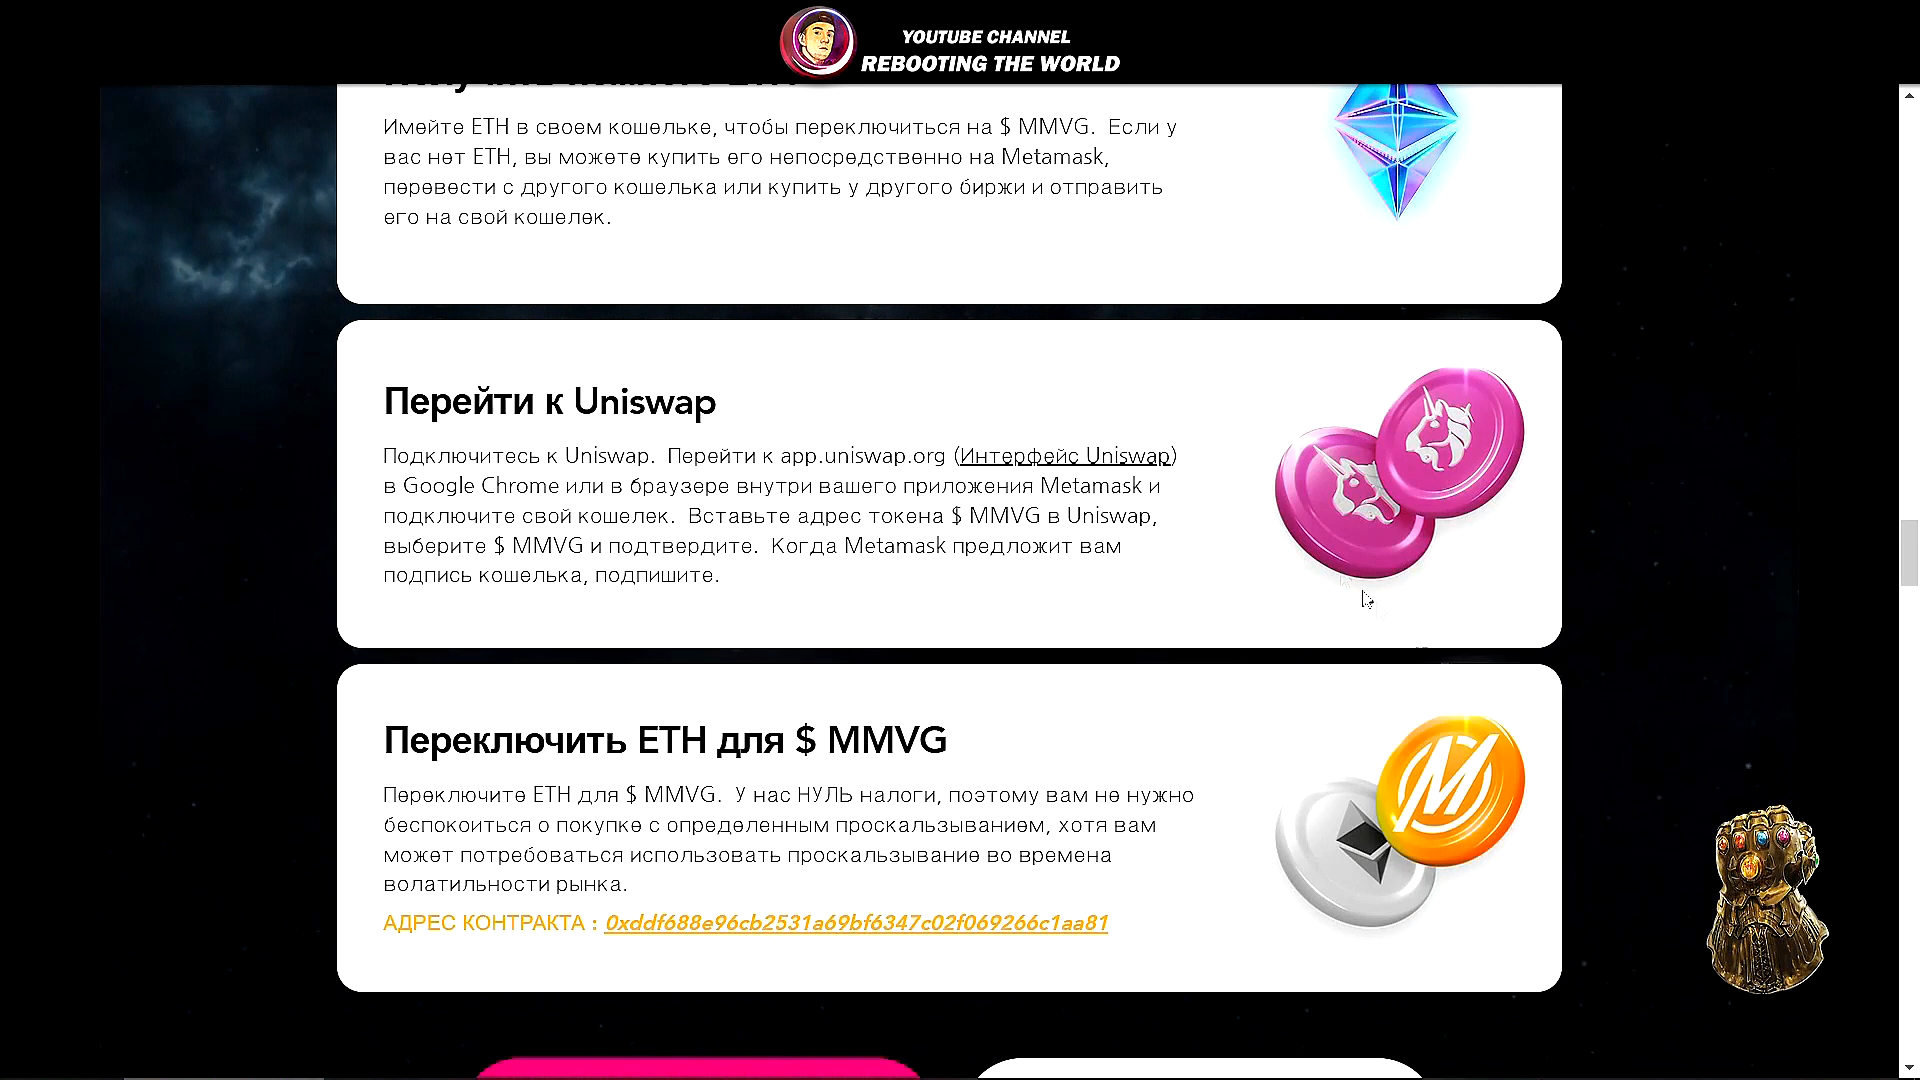 YOUTUBE CHANNEL
REBOOTING THE WORLD
Имейте ETH в своем кошельке, чтобы переключиться на $ MMVG. Если у
вас нет ETH, вы можете купить его непосредственно на Metamask,
перевести с другого кошелька или купить у другого биржи и отправить
его на свой кошелек.
Перейти к Uniswap
Подключитесь к Uniswap. Перейти к app.uniswap.org (Интерфейс Uniswap)
в Google Chrome или в браузере внутри вашего приложения Metamask и
подключите свой кошелек. Вставьте адрес токена $ MMVG в Uniswap,
выберите $ MMVG и подтвердите. Когда Metamask предложит вам
подпись кошелька, подпишите.
Переключить ETH для $ MMVG
Переключите ETH для $ MMVG. У нас НУЛЬ налоги, поэтому вам не нужно
беспокоиться о покупке с определенным проскальзыванием, хотя вам
может потребоваться использовать проскальзывание во времена
волатильности рынка.
АДРЕС КОНТРАКТА : 0xddf688e96cb2531a69bf6347c02f069266c1aa81